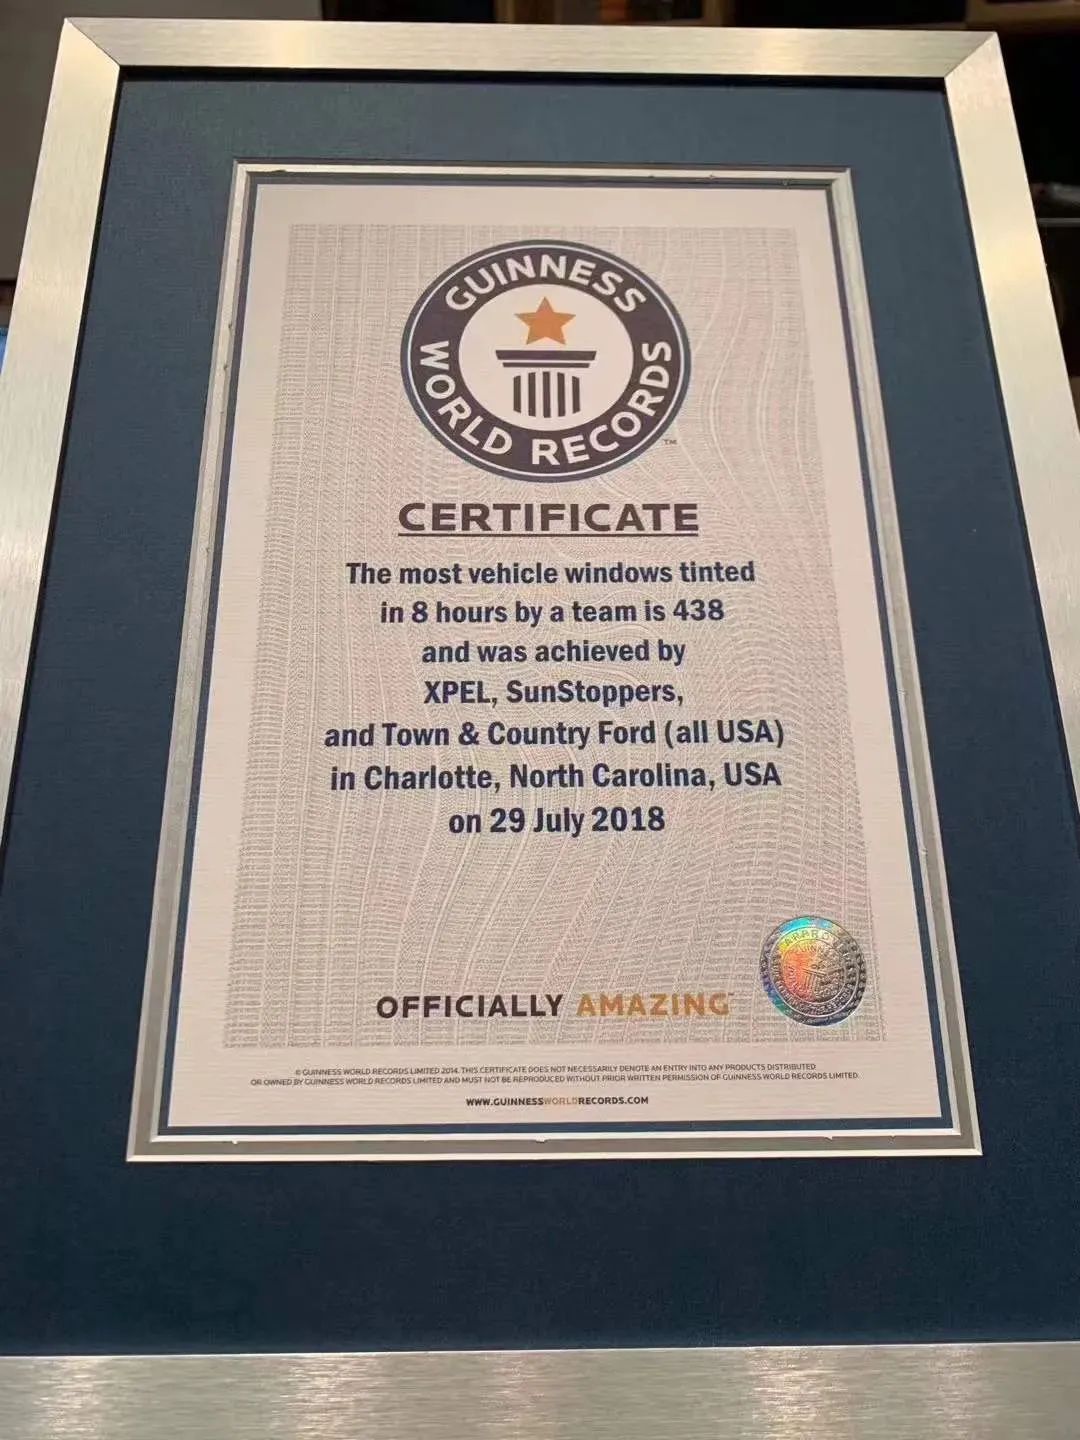 GUINNESS
WORLD RECORDS
™
CERTIFICATE
The most vehicle windows tinted
in 8 hours by a team is 438
and was achieved by
XPEL, SunStoppers,
and Town & Country Ford (all USA)
in Charlotte, North Carolina, USA
on 29 July 2018
OFFICIALLY AMAZING™
© GUINNESS WORLD RECORDS LIMITED 2014. THIS CERTIFICATE DOES NOT NECESSARILY DENOTE AN ENTRY INTO ANY PRODUCTS DISTRIBUTED
OR OWNED BY GUINNESS WORLD RECORDS LIMITED AND MUST NOT BE REPRODUCED WITHOUT PRIOR WRITTEN PERMISSION OF GUINNESS WORLD RECORDS LIMITED.
WWW.GUINNESSWORLDRECORDS.COM